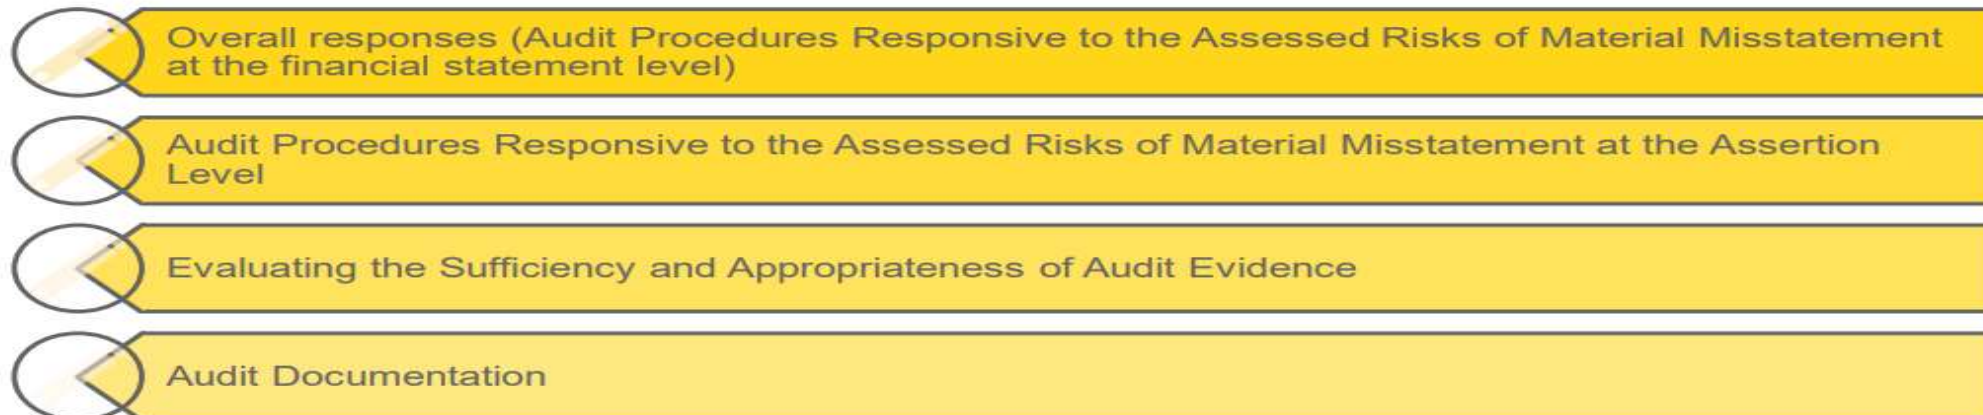 Overall responses (Audit Procedures Responsive to the Assessed Risks of Material Misstatement
at the financial statement level)
Audit Procedures Responsive to the Assessed Risks of Material Misstatement at the Assertion
Level
Evaluating the Sufficiency and Appropriateness of Audit Evidence
Audit Documentation